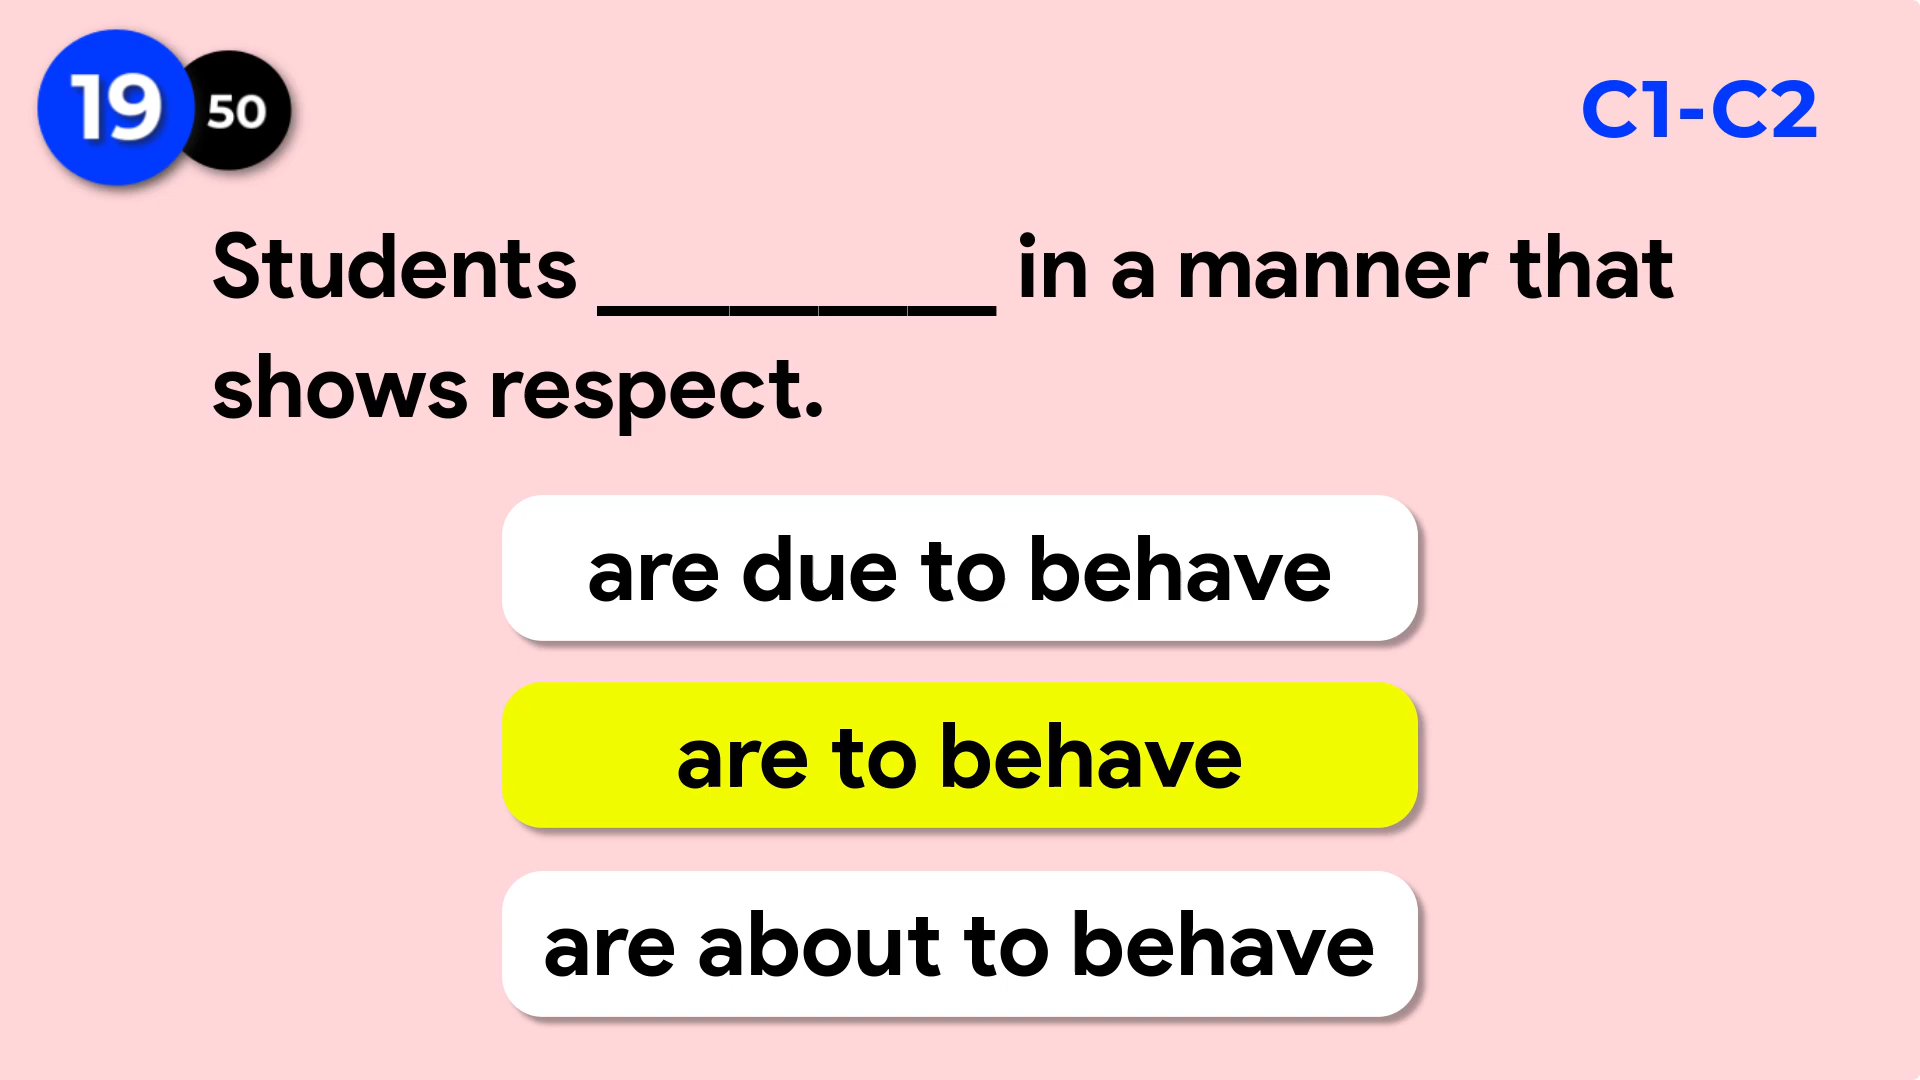 19 50
C1-C2
Students _________ in a manner that
shows respect.
are due to behave
are to behave
are about to behave